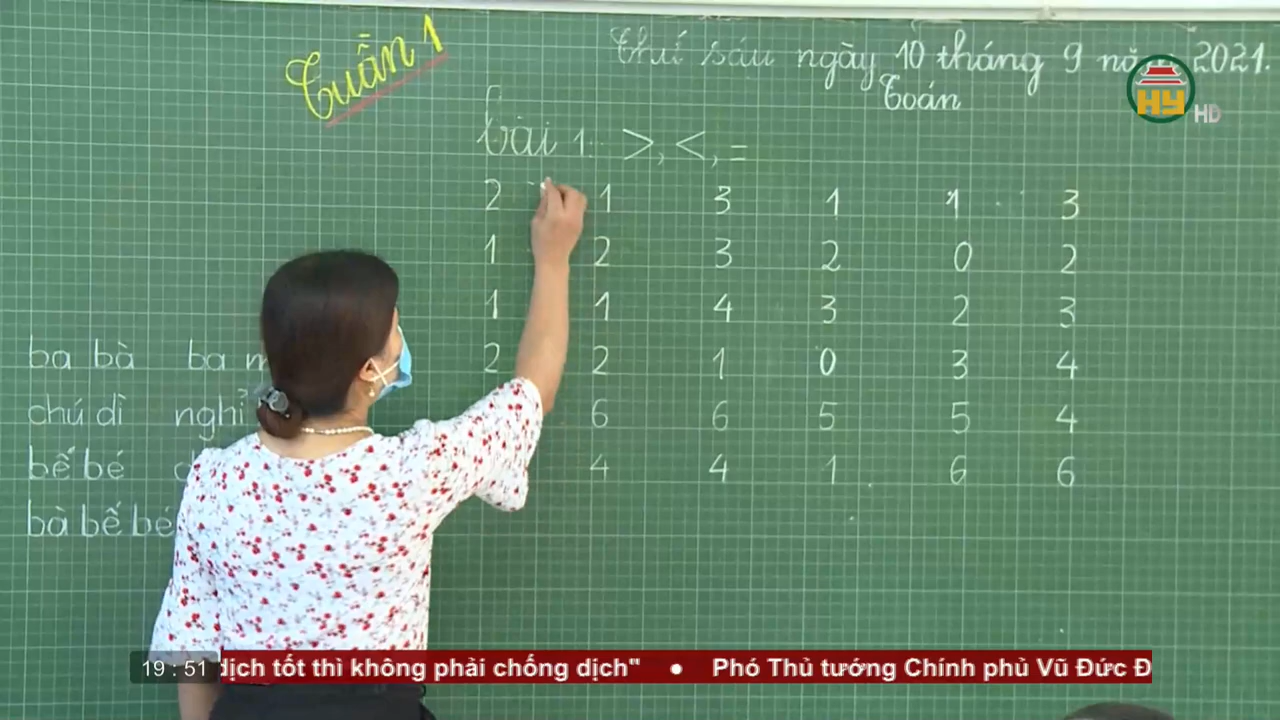 Tuần 1
Thứ sáu ngày 10 tháng 9 năm 2021.
Toán
HY HD
bài 1: >, <, =
2 1 3 1 1 3
1 2 3 2 0 2
1 1 4 3 2 3
2 2 1 0 3 4
6 6 5 5 4
4 4 1 6 6
ba bà ba
chú dì nghỉ
bế bé
bà bế bé
19 : 51 dịch tốt thì không phải chống dịch" ● Phó Thủ tướng Chính phủ Vũ Đức Đ